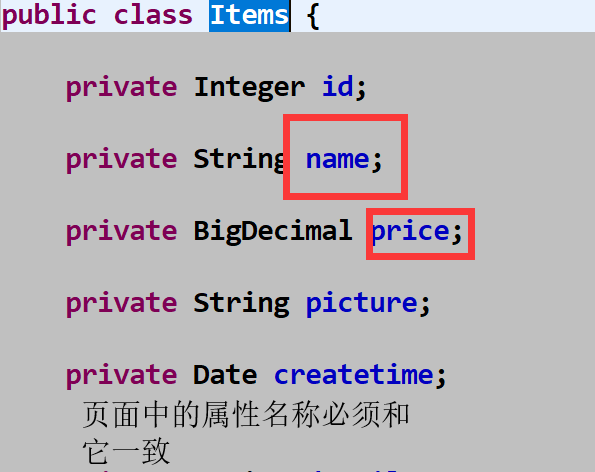 public class Items {
private Integer id;
private String name;
private BigDecimal price;
private String picture;
private Date createtime;
页面中的属性名称必须和
它一致